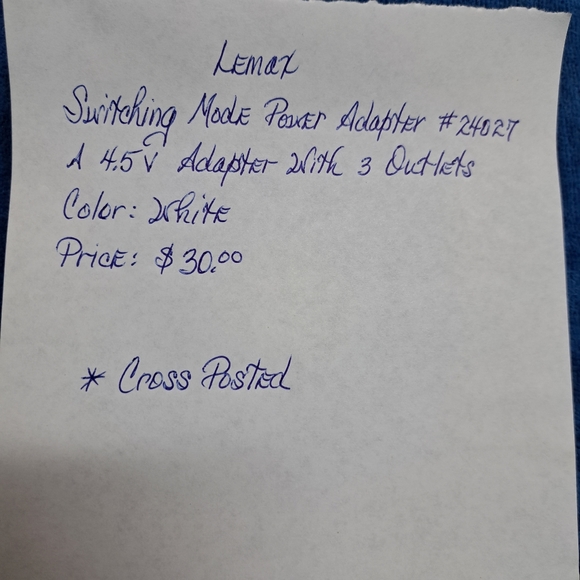 Lemax
Switching Mode Power Adapter #24027
A 4.5V Adapter With 3 Outlets
Color: White
Price: $30.00
* Cross Posted